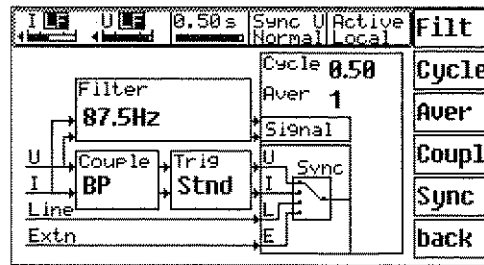 I LF U LF 0.50 s Sync U Active
Normal Local
Filt
Cycle
Aver
Coupl
Sync
back
Cycle 0.50
Aver 1
Filter
87.5Hz
Signal
U Couple Trig U Sync
I BP Stnd I
Line L
Extn E